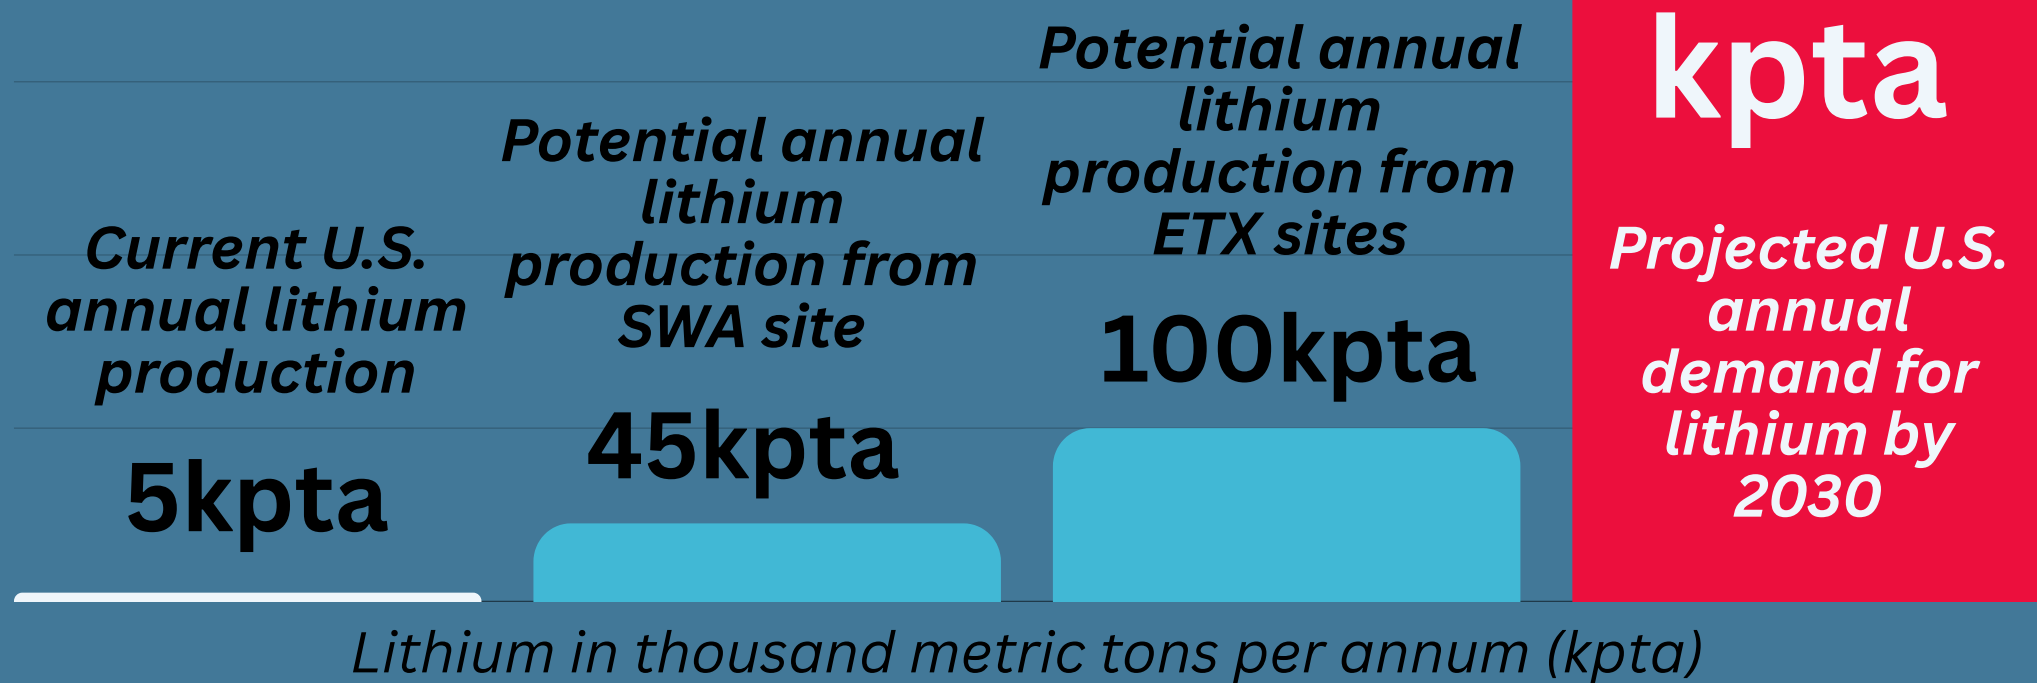 Current U.S.
annual lithium
production
5kpta
Potential annual
lithium
production from
SWA site
45kpta
Potential annual
lithium
production from
ETX sites
100kpta
kpta
Projected U.S.
annual
demand for
lithium by
2030
Lithium in thousand metric tons per annum (kpta)